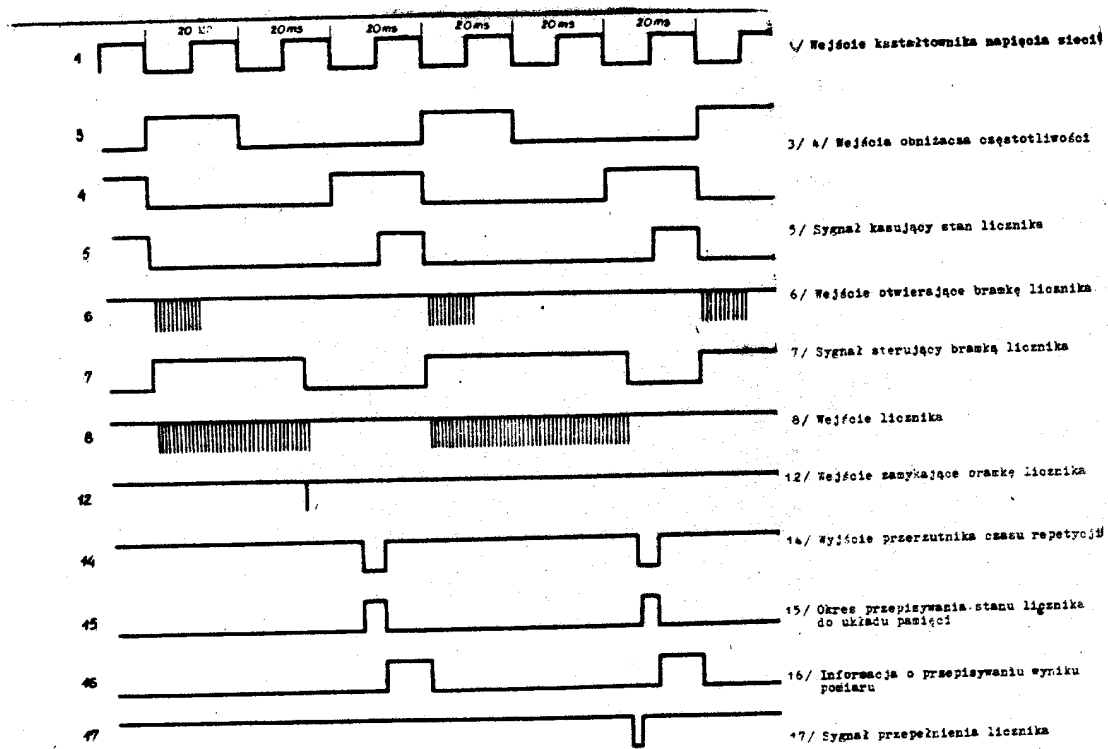 20 20ms 20ms 20ms 20ms 20ms
1 Wejście kształtownika napięcia sieci
3
3/ 4/ Wejścia obniżacza częstotliwości
4
5/ Sygnał kasujący stan licznika
5
6/ Wejście otwierające bramkę licznika
6
7/ Sygnał sterujący bramką licznika
7
8/ Wejście licznika
8
12/ Wejście zamykające bramkę licznika
12
14/ Wyjście przerzutnika czasu repetycji
14
15/ Okres przepisywania stanu licznika
do układu pamięci
15
16/ Informacja o przepisywaniu wyniku
pomiaru
16
17/ Sygnał przepełnienia licznika
17